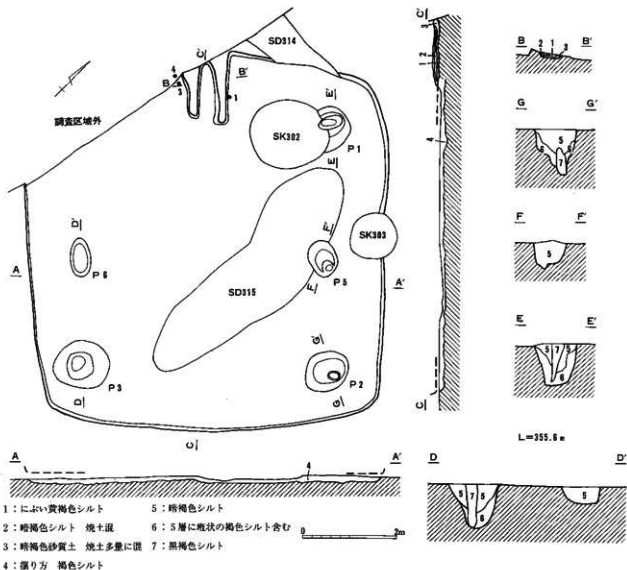 SD314
調査区域外
SK302
P1
SK303
P6
SD315
P5
P3
P2
A
A'
B
B'
C
C'
D
D'
E
E'
F
F'
G
G'
L=355.6m
1：にぶい黄褐色シルト
2：暗褐色シルト 焼土混
3：暗褐色砂質土 焼土多量に混
4：掘り方 褐色シルト
5：暗褐色シルト
6：5層に粒状の褐色シルト含む
7：黒褐色シルト
0
2m